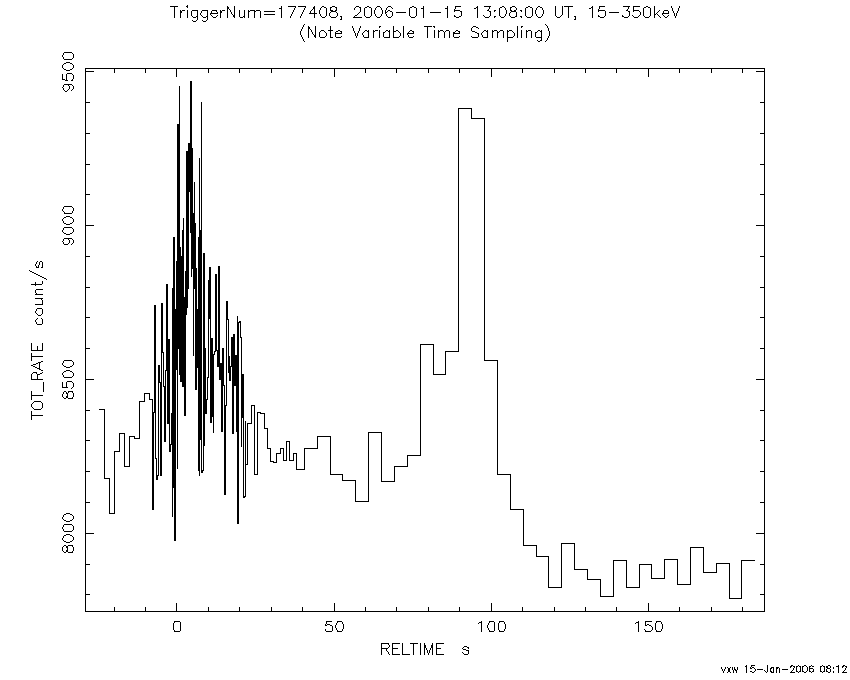 TriggerNum=177408, 2006-01-15 13:08:00 UT, 15-350keV
(Note Variable Time Sampling)
9500
9000
8500
8000
TOT_RATE count/s
0 50 100 150
RELTIME s
vxw 15-Jan-2006 08:12